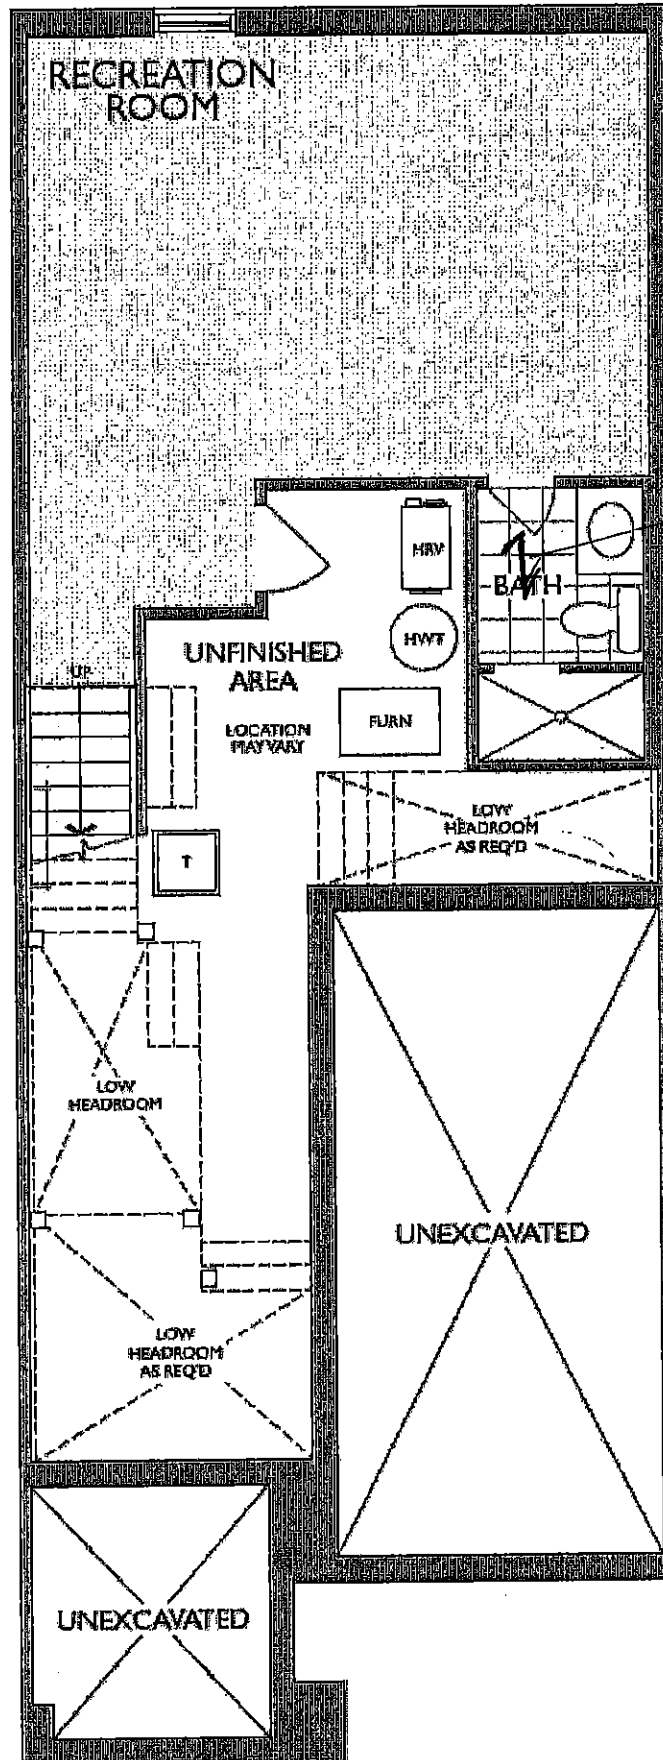 RECREATION
ROOM
HRV
BATH
HWT
UNFINISHED
AREA
UP
FURN
LOCATION
MAY VARY
LOW
HEADROOM
AS REQ'D
T
LOW
HEADROOM
UNEXCAVATED
LOW
HEADROOM
AS REQ'D
UNEXCAVATED